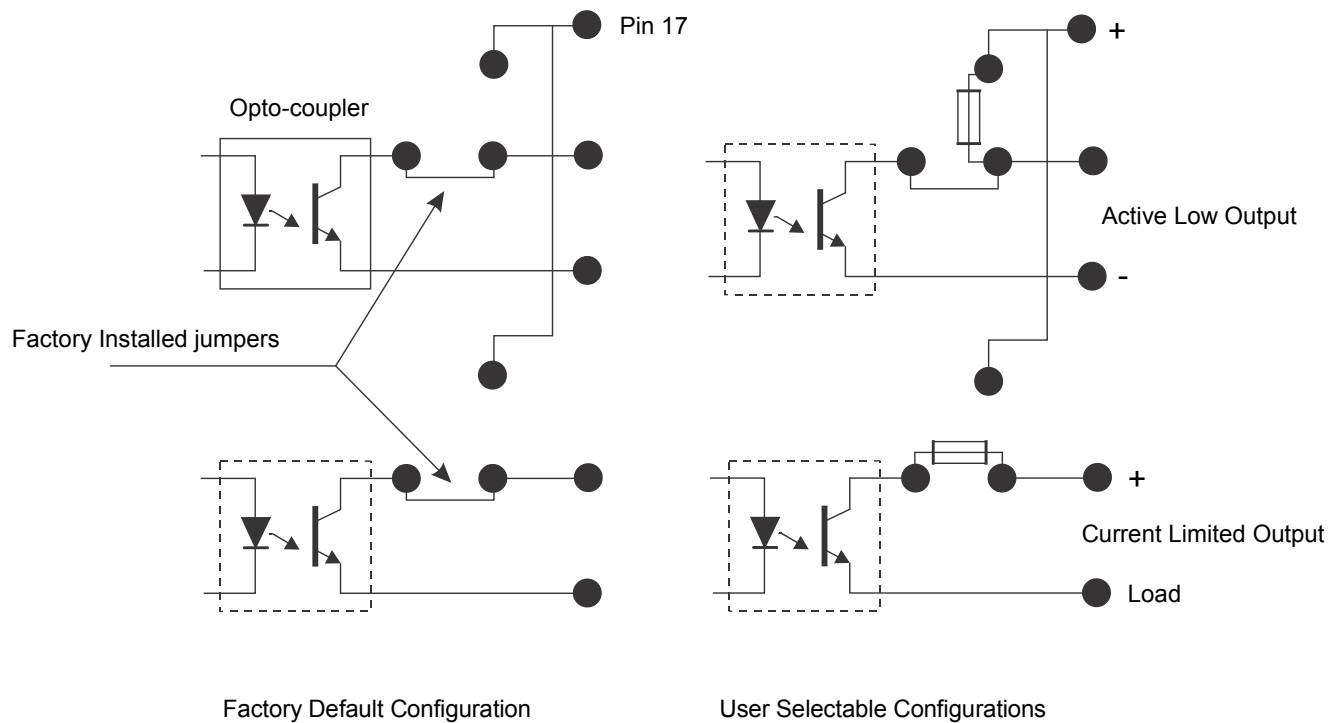 Pin 17
+
Opto-coupler
Active Low Output
-
Factory Installed jumpers
+
Current Limited Output
Load
Factory Default Configuration
User Selectable Configurations